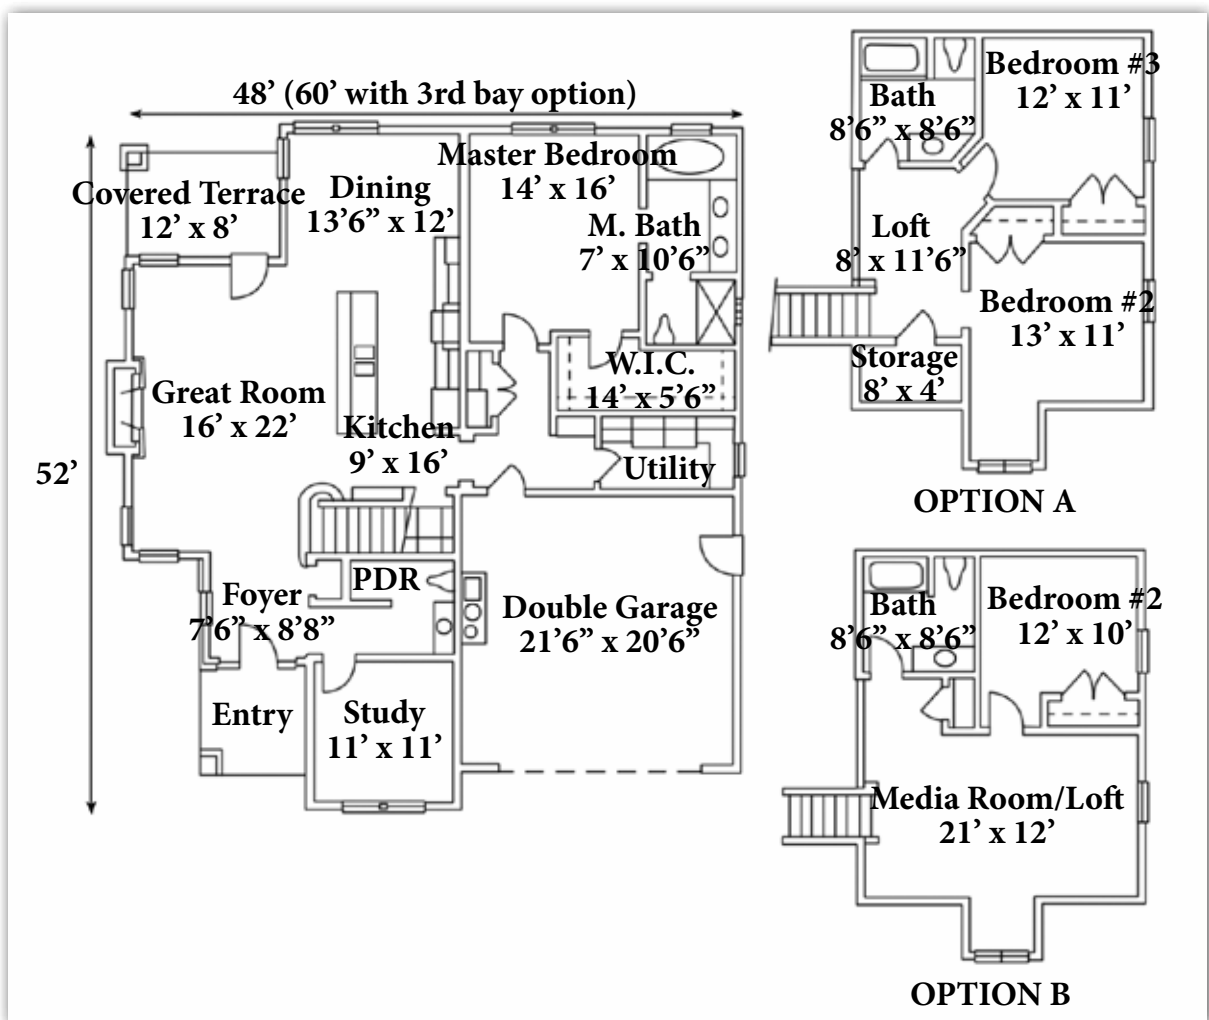 48’ (60’ with 3rd bay option)
52’
Covered Terrace
12’ x 8’
Dining
13’6” x 12’
Master Bedroom
14’ x 16’
M. Bath
7’ x 10’6”
W.I.C.
14’ x 5’6”
Great Room
16’ x 22’
Kitchen
9’ x 16’
Utility
PDR
Foyer
7’6” x 8’8”
Double Garage
21’6” x 20’6”
Entry
Study
11’ x 11’
Bath
8’6” x 8’6”
Bedroom #3
12’ x 11’
Loft
8’ x 11’6”
Bedroom #2
13’ x 11’
Storage
8’ x 4’
OPTION A
Bath
8’6” x 8’6”
Bedroom #2
12’ x 10’
Media Room/Loft
21’ x 12’
OPTION B